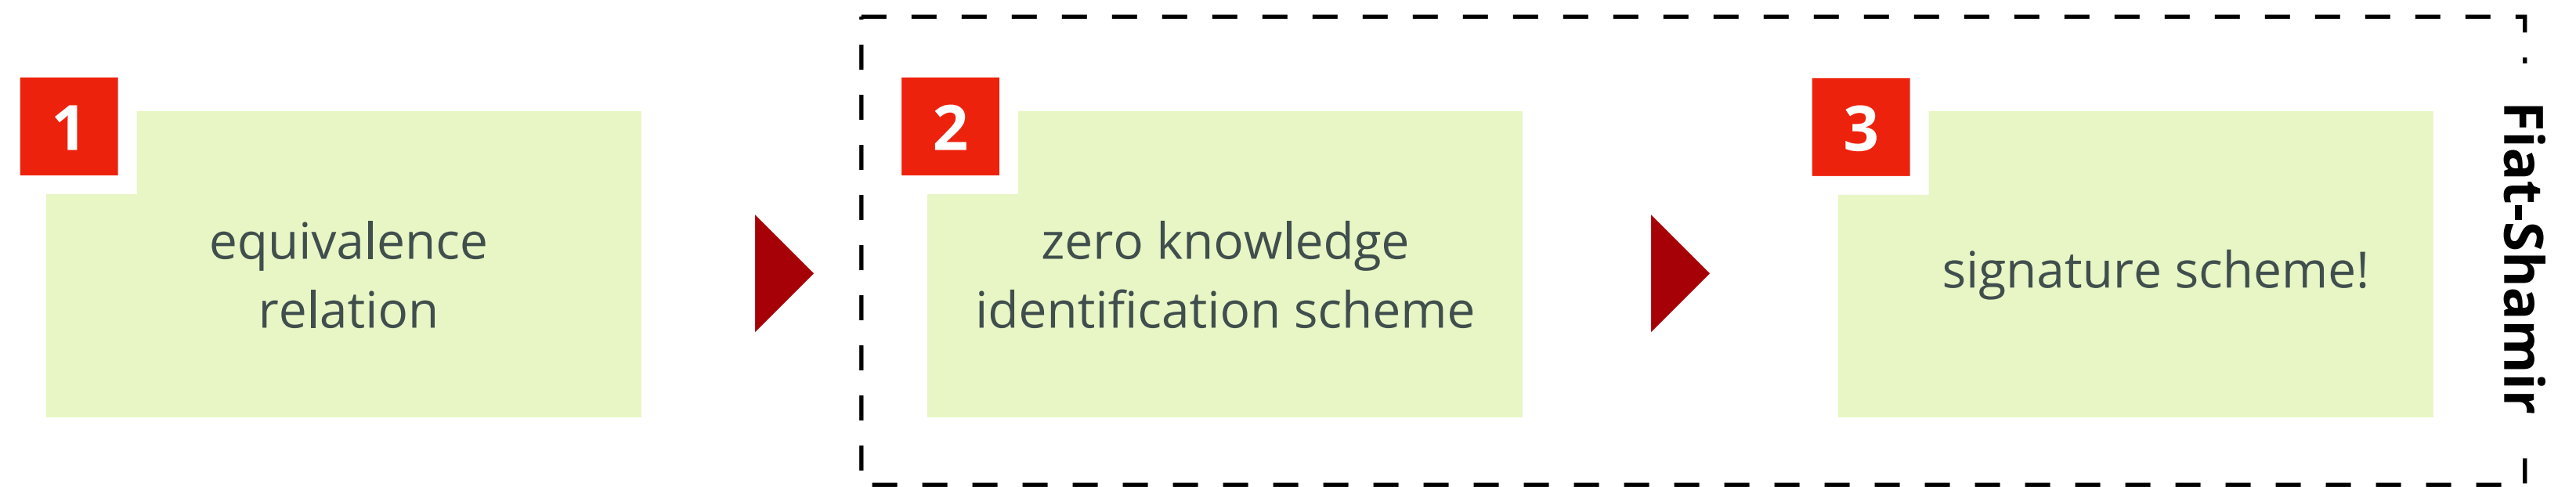 1
equivalence
relation
2
zero knowledge
identification scheme
3
signature scheme!
Fiat-Shamir